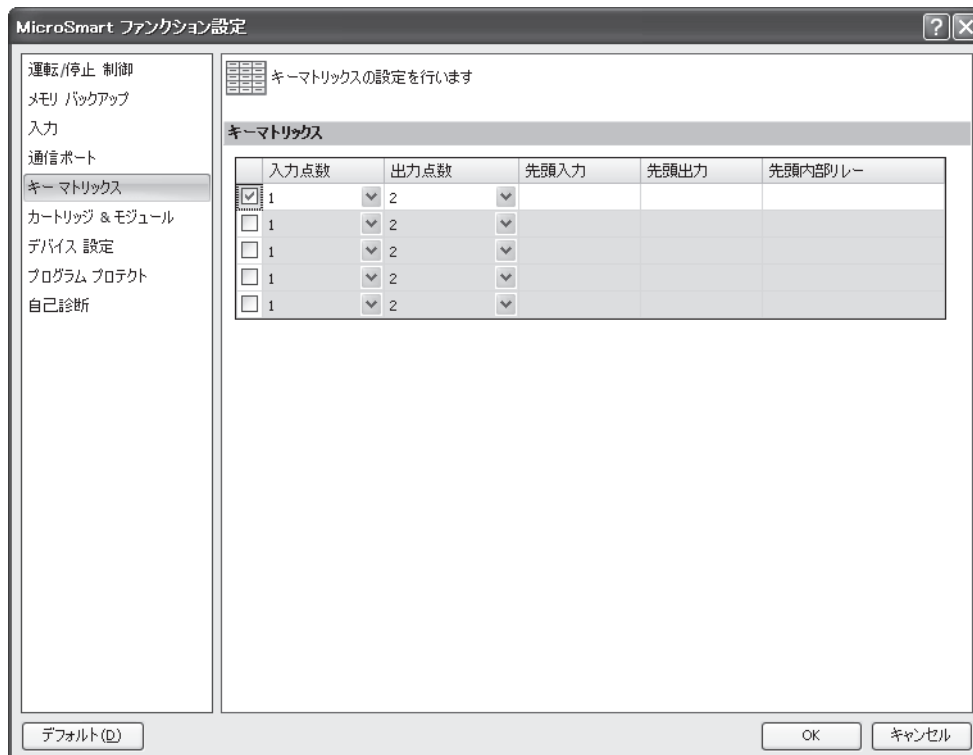 MicroSmart ファンクション設定
運転/停止 制御
メモリ バックアップ
入力
通信ポート
キー マトリックス
カートリッジ & モジュール
デバイス 設定
プログラム プロテクト
自己診断
キーマトリックスの設定を行います
キーマトリックス
入力点数 出力点数 先頭入力 先頭出力 先頭内部リレー
1 2
1 2
1 2
1 2
1 2
デフォルト(D) OK キャンセル